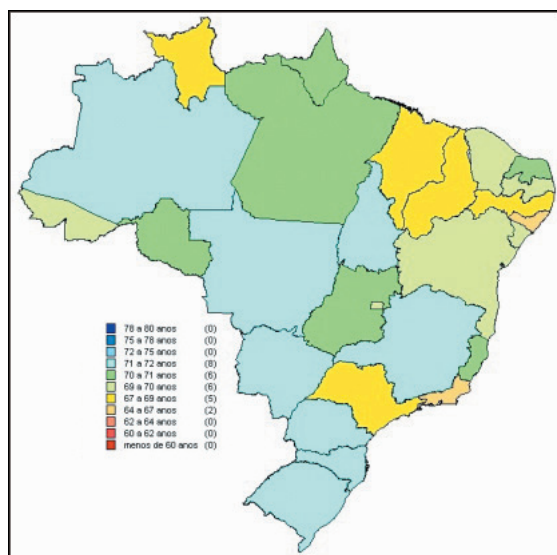 78 a 80 anos (0)
75 a 78 anos (0)
72 a 75 anos (0)
71 a 72 anos (8)
70 a 71 anos (6)
69 a 70 anos (6)
67 a 69 anos (5)
64 a 67 anos (2)
62 a 64 anos (0)
60 a 62 anos (0)
menos de 60 anos (0)